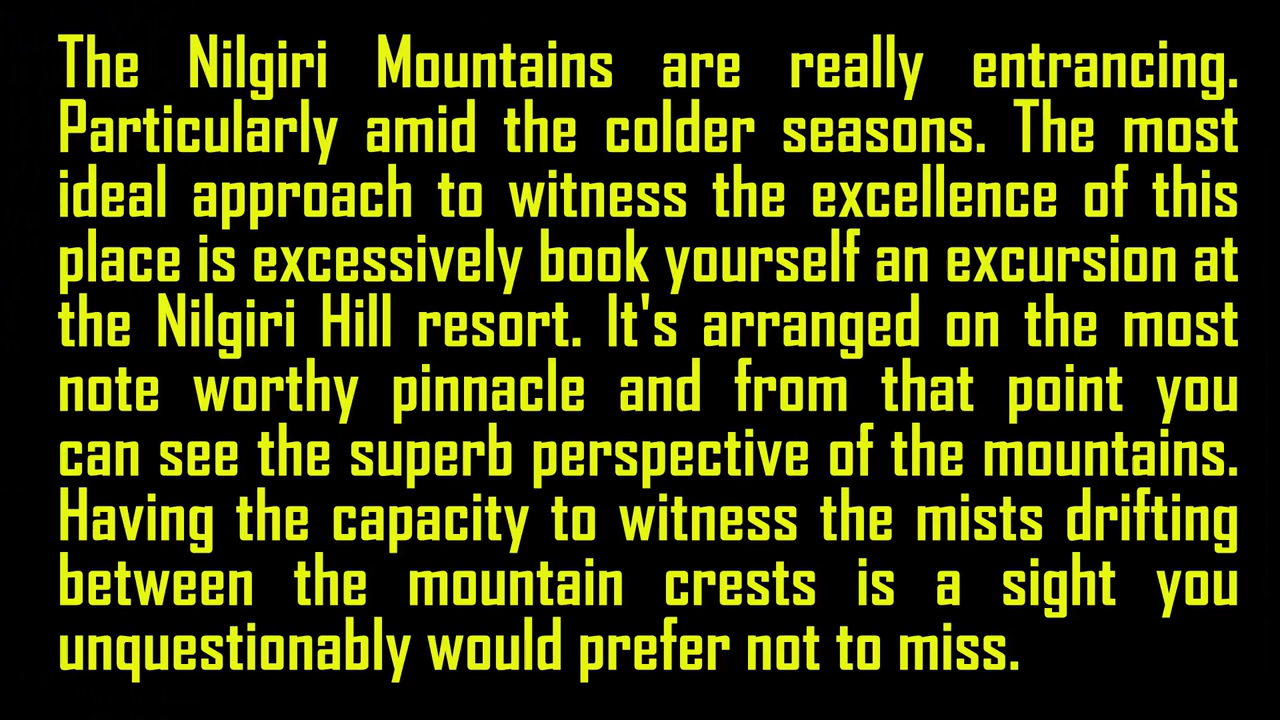 The Nilgiri Mountains are really entrancing.
Particularly amid the colder seasons. The most
ideal approach to witness the excellence of this
place is excessively book yourself an excursion at
the Nilgiri Hill resort. It's arranged on the most
note worthy pinnacle and from that point you
can see the superb perspective of the mountains.
Having the capacity to witness the mists drifting
between the mountain crests is a sight you
unquestionably would prefer not to miss.